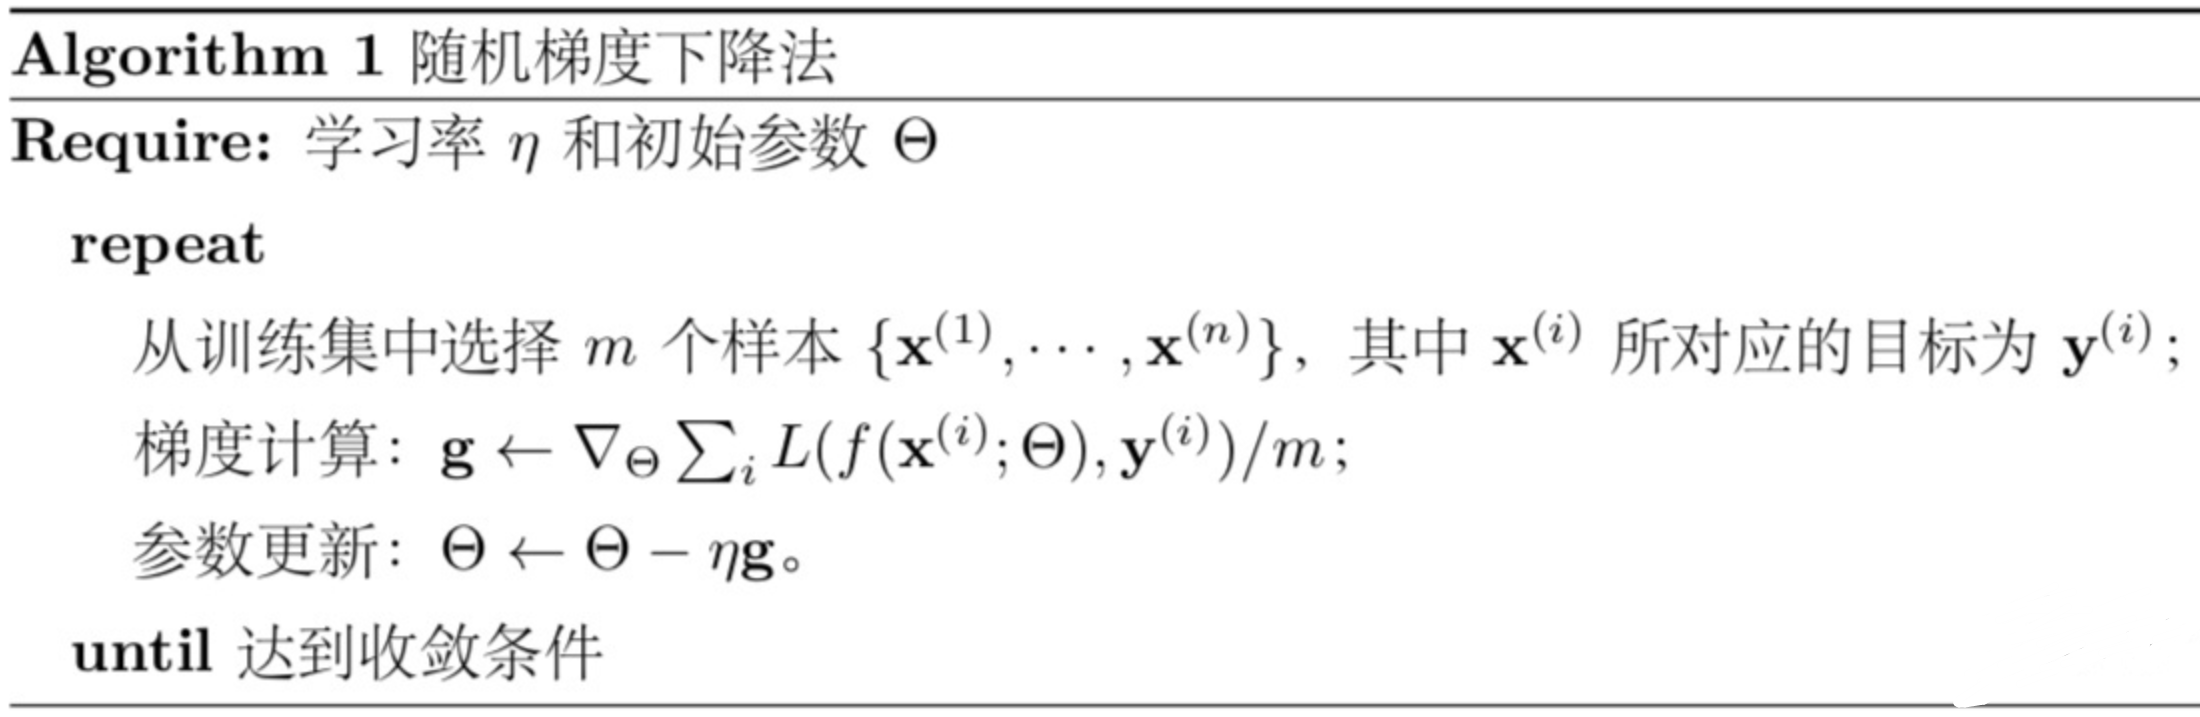 Algorithm 1 随机梯度下降法
Require: 学习率 η 和初始参数 Θ
repeat
从训练集中选择 m 个样本 {x⁽¹⁾, ⋯ , x⁽ⁿ⁾}, 其中 x⁽ⁱ⁾ 所对应的目标为 y⁽ⁱ⁾;
梯度计算: g ← ∇_Θ ∑_i L(f(x⁽ⁱ⁾; Θ), y⁽ⁱ⁾)/m;
参数更新: Θ ← Θ − ηg。
until 达到收敛条件